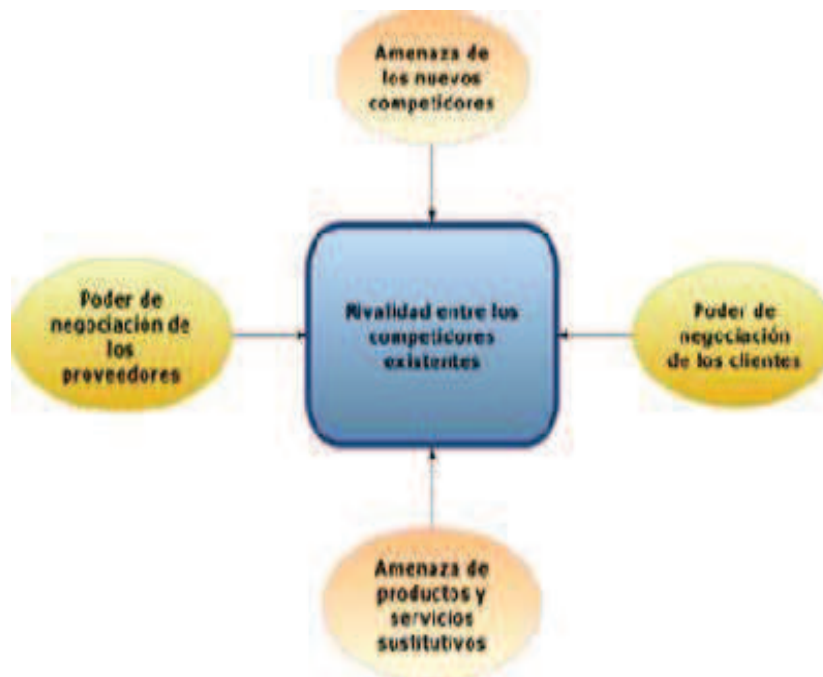 Amenaza de
los nuevos
competidores
Poder de
negociación de
los
proveedores
Rivalidad entre los
competidores
existentes
Poder de
negociación
de los clientes
Amenaza de
productos y
servicios
sustitutivos